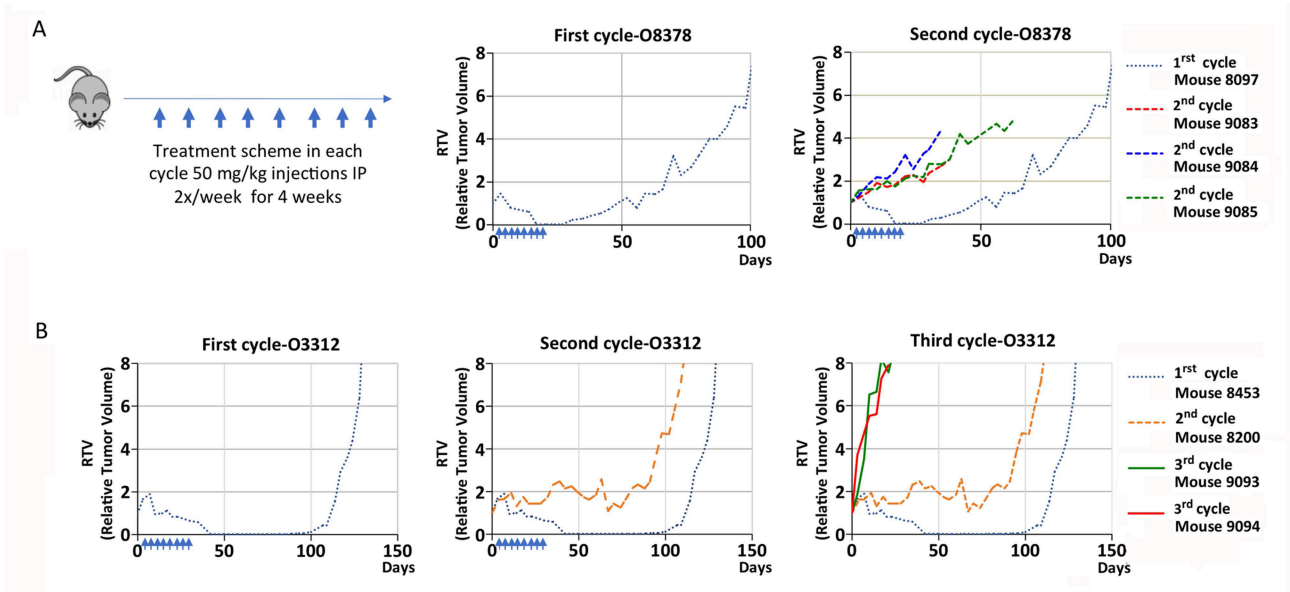 A
Treatment scheme in each
cycle 50 mg/kg injections IP
2x/week for 4 weeks
First cycle-O8378
RTV
(Relative Tumor Volume)
8
6
4
2
0
0
50
100
Days
Second cycle-O8378
RTV
(Relative Tumor Volume)
8
6
4
2
0
0
50
100
Days
1rst cycle
Mouse 8097
2nd cycle
Mouse 9083
2nd cycle
Mouse 9084
2nd cycle
Mouse 9085
B
First cycle-O3312
RTV
(Relative Tumor Volume)
8
6
4
2
0
0
50
100
150
Days
Second cycle-O3312
RTV
(Relative Tumor Volume)
8
6
4
2
0
0
50
100
150
Days
Third cycle-O3312
RTV
(Relative Tumor Volume)
8
6
4
2
0
0
50
100
150
Days
1rst cycle
Mouse 8453
2nd cycle
Mouse 8200
3rd cycle
Mouse 9093
3rd cycle
Mouse 9094